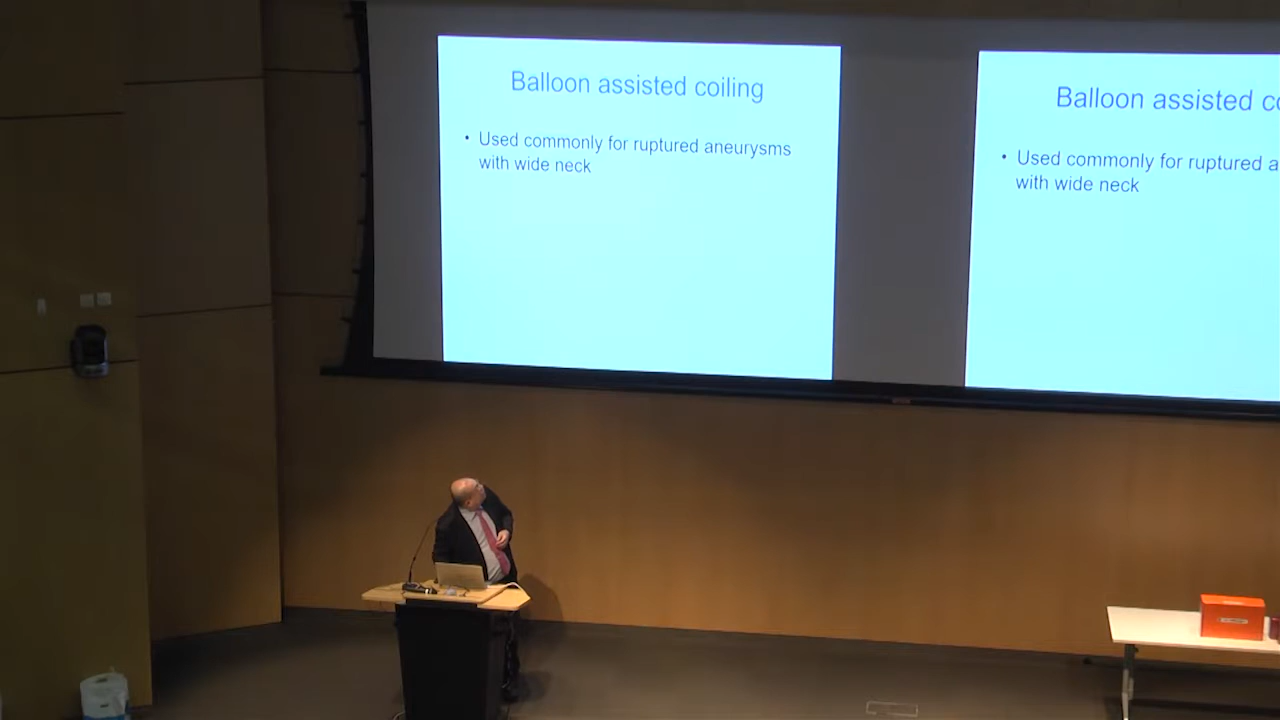 Balloon assisted coiling
• Used commonly for ruptured aneurysms
with wide neck
Balloon assisted co
• Used commonly for ruptured a
with wide neck